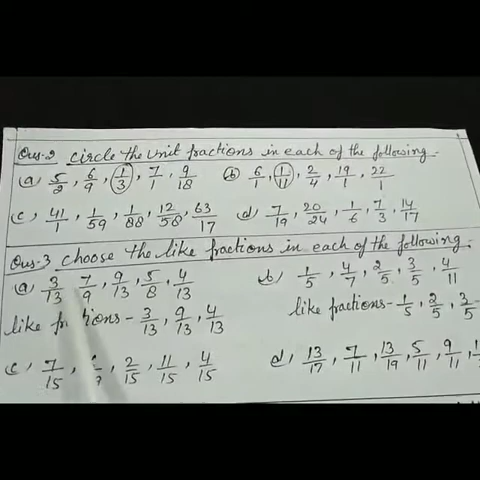 Ques-2 circle the unit fractions in each of the following-
(a) 5/2, 6/9, 1/3, 7/1, 9/18 (b) 6/1, 1/11, 2/4, 19/1, 22/1
(c) 41/1, 1/59, 1/88, 12/58, 63/17 (d) 7/19, 20/24, 1/6, 7/3, 14/17
Ques-3 choose the like fractions in each of the following.
(a) 3/13, 7/9, 9/13, 5/8, 4/13 (b) 1/5, 4/7, 2/5, 3/5, 4/11
like fractions - 3/13, 9/13, 4/13 like fractions - 1/5, 2/5, 3/5
(c) 7/15, 2/15, 11/15, 4/15 (d) 13/17, 7/11, 13/19, 5/11, 9/11,